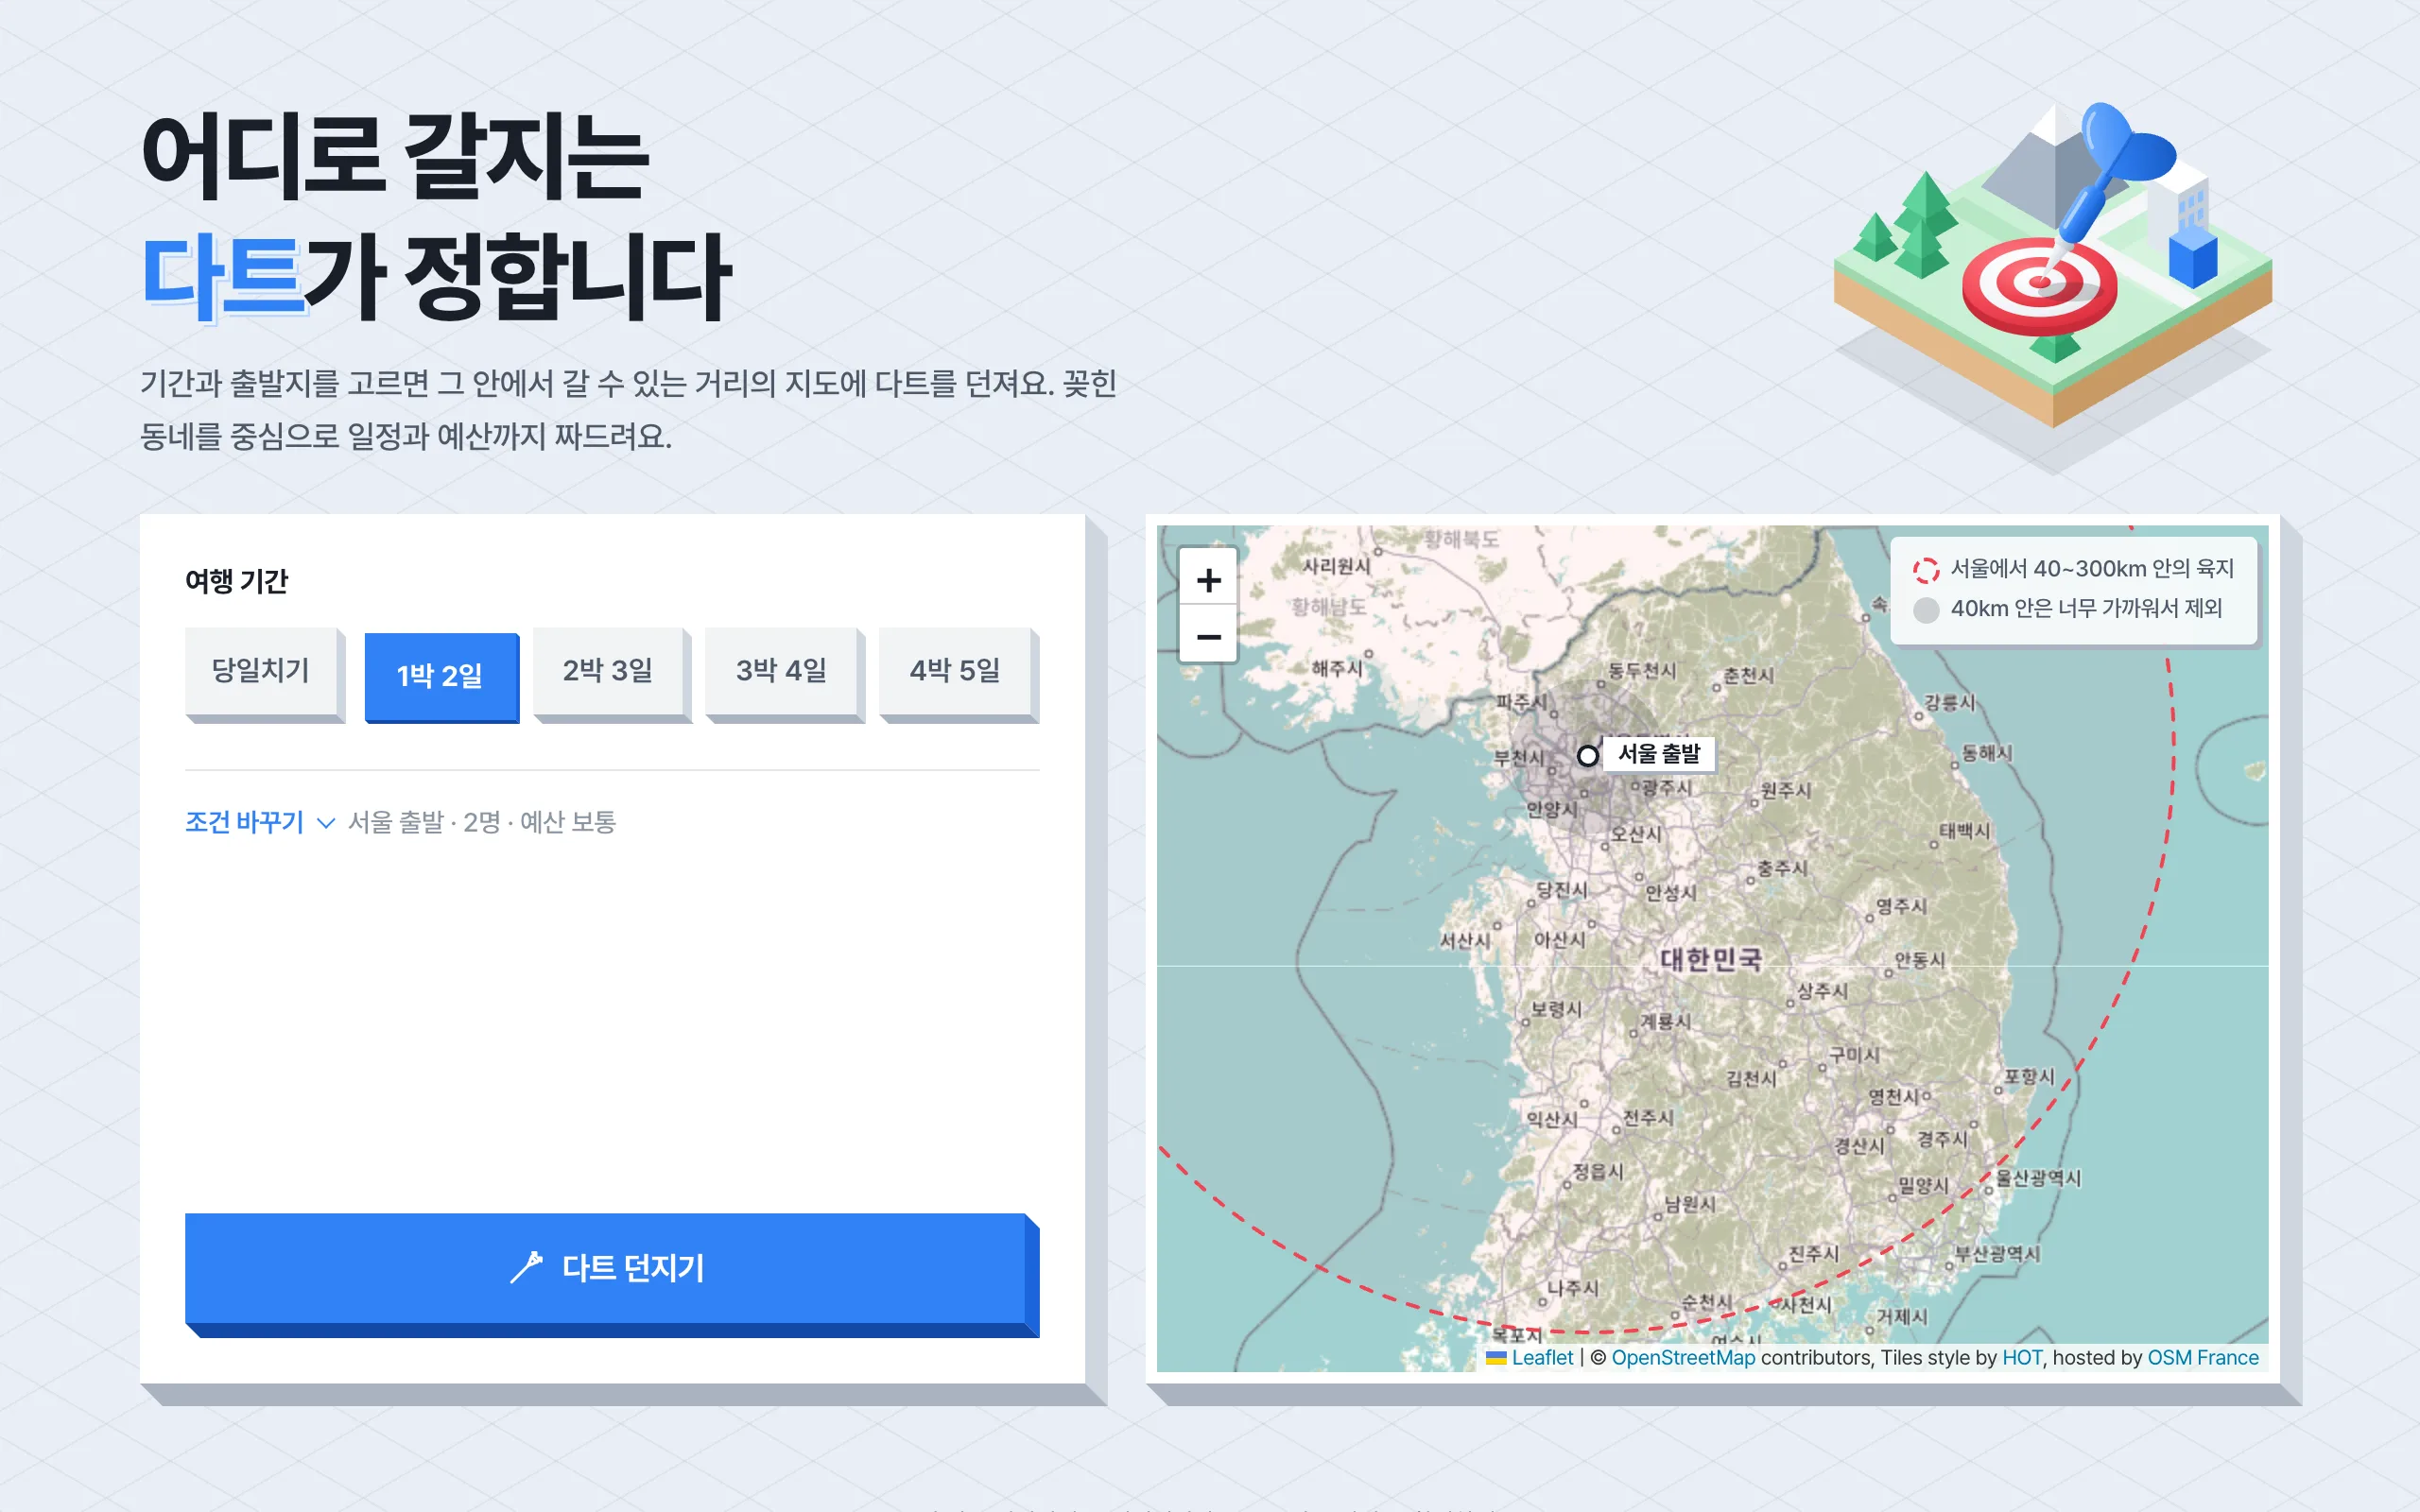 어디로 갈지는
다트가 정합니다
기간과 출발지를 고르면 그 안에서 갈 수 있는 거리의 지도에 다트를 던져요. 꽂힌
동네를 중심으로 일정과 예산까지 짜드려요.
여행 기간
당일치기
1박 2일
2박 3일
3박 4일
4박 5일
조건 바꾸기 서울 출발 · 2명 · 예산 보통
다트 던지기
+
−
서울에서 40~300km 안의 육지
40km 안은 너무 가까워서 제외
황해북도
사리원시
황해남도
해주시
동두천시
춘천시
파주시
강릉시
부천시
서울 출발
동해시
광주시
원주시
안양시
오산시
태백시
충주시
당진시
안성시
영주시
서산시
아산시
대한민국
안동시
상주시
보령시
계룡시
구미시
김천시
포항시
영천시
익산시
전주시
경산시
경주시
정읍시
울산광역시
밀양시
남원시
진주시
부산광역시
나주시
순천시
사천시
거제시
목포시
Leaflet | © OpenStreetMap contributors, Tiles style by HOT, hosted by OSM France